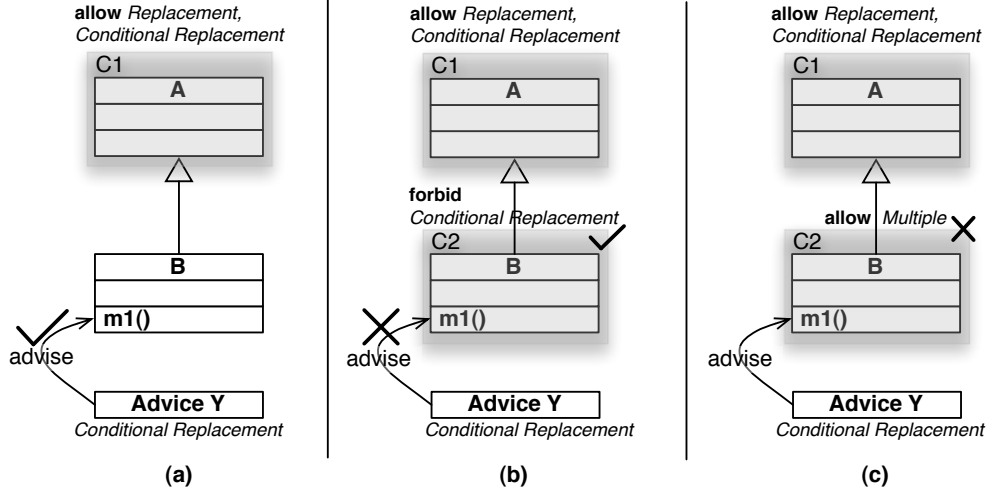 allow Replacement,
Conditional Replacement
C1
A
B
m1()
advise
Advice Y
Conditional Replacement
(a)
allow Replacement,
Conditional Replacement
C1
A
forbid
Conditional Replacement
C2
B
m1()
advise
Advice Y
Conditional Replacement
(b)
allow Replacement,
Conditional Replacement
C1
A
allow Multiple
C2
B
m1()
advise
Advice Y
Conditional Replacement
(c)